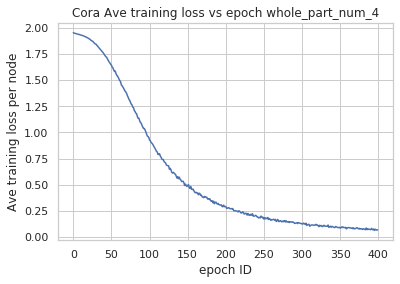 Cora Ave training loss vs epoch whole_part_num_4
Ave training loss per node
2.00
1.75
1.50
1.25
1.00
0.75
0.50
0.25
0.00
0 50 100 150 200 250 300 350 400
epoch ID